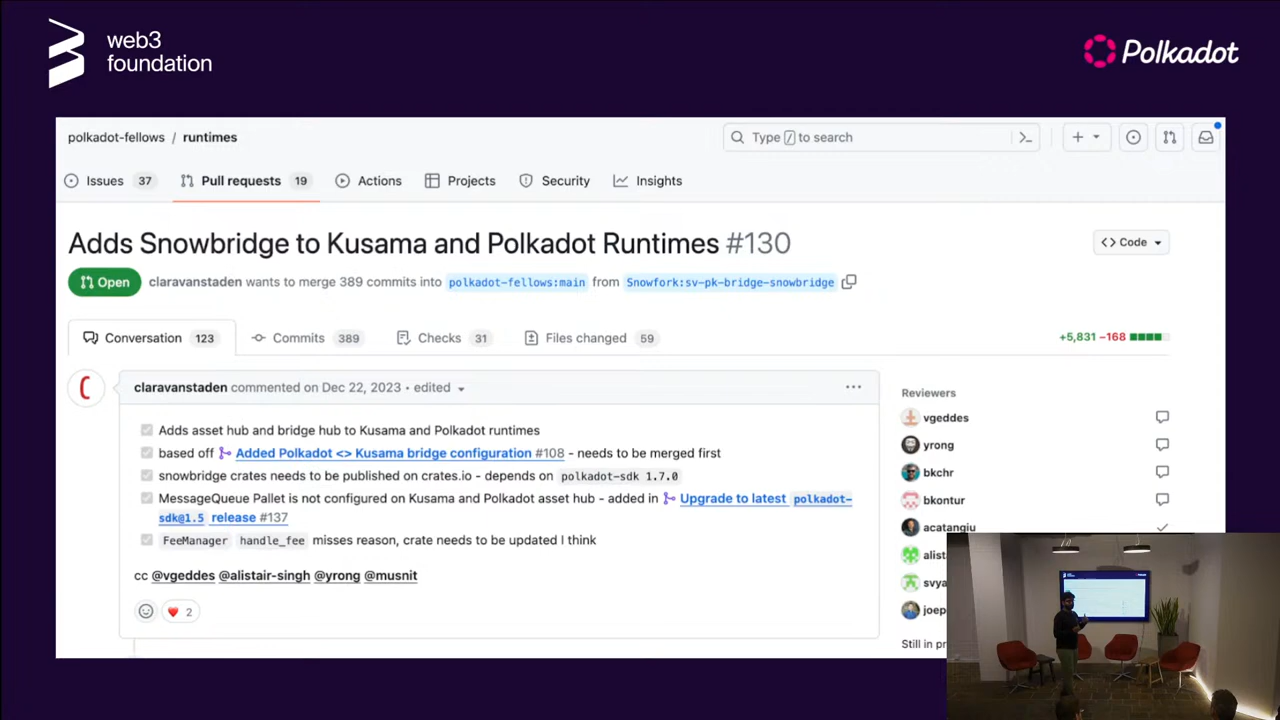 web3
foundation
Polkadot
polkadot-fellows / runtimes
Type / to search
Issues 37
Pull requests 19
Actions
Projects
Security
Insights
Adds Snowbridge to Kusama and Polkadot Runtimes #130
Code
Open
claravanstaden wants to merge 389 commits into polkadot-fellows:main from Snowfork:sv-pk-bridge-snowbridge
Conversation 123
Commits 389
Checks 31
Files changed 59
+5,831 −168
claravanstaden commented on Dec 22, 2023 • edited
Adds asset hub and bridge hub to Kusama and Polkadot runtimes
based off Added Polkadot <> Kusama bridge configuration #108 - needs to be merged first
snowbridge crates needs to be published on crates.io - depends on polkadot-sdk 1.7.0
MessageQueue Pallet is not configured on Kusama and Polkadot asset hub - added in Upgrade to latest polkadot-
sdk@1.5 release #137
FeeManager handle_fee misses reason, crate needs to be updated I think
cc @vgeddes @alistair-singh @yrong @musnit
2
Reviewers
vgeddes
yrong
bkchr
bkontur
acatangiu
alist
svya
joep
Still in pr